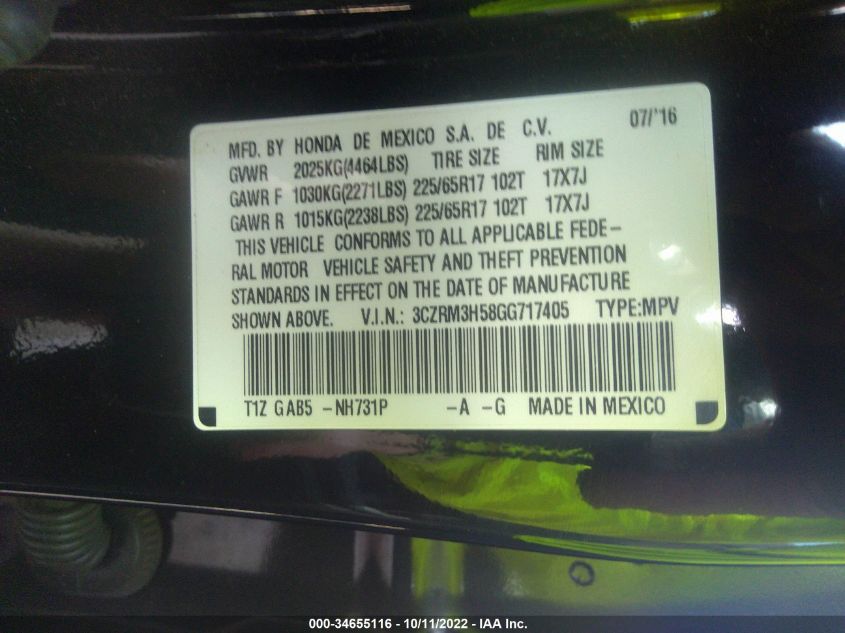 07/'16
MFD. BY HONDA DE MEXICO S.A. DE C.V.
GVWR 2025KG(4464LBS) TIRE SIZE RIM SIZE
GAWR F 1030KG(2271LBS) 225/65R17 102T 17X7J
GAWR R 1015KG(2238LBS) 225/65R17 102T 17X7J
THIS VEHICLE CONFORMS TO ALL APPLICABLE FEDE-
RAL MOTOR VEHICLE SAFETY AND THEFT PREVENTION
STANDARDS IN EFFECT ON THE DATE OF MANUFACTURE
SHOWN ABOVE. V.I.N.: 3CZRM3H58GG717405 TYPE:MPV
T1Z GAB5 -NH731P -A -G MADE IN MEXICO
000-34655116 - 10/11/2022 - IAA Inc.